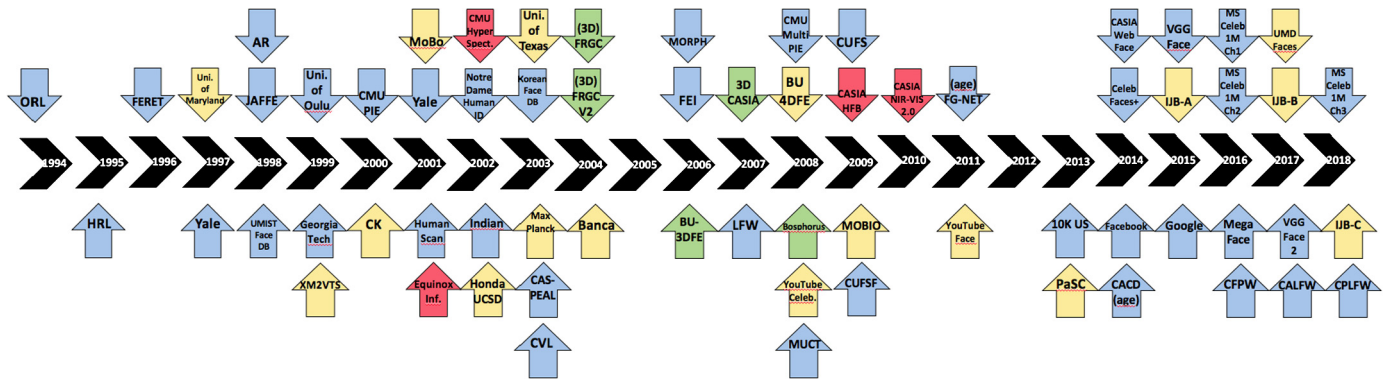 AR
MoBo
CMU
Hyper
Spect.
Uni.
of
Texas
(3D)
FRGC
MORPH
CMU
Multi
PIE
CUFS
CASIA
Web
Face
VGG
Face
MS
Celeb
1M
Ch1
UMD
Faces
ORL
FERET
Uni.
of
Maryland
JAFFE
Uni.
of
Oulu
CMU
PIE
Yale
Notre
Dame
Human
ID
Korean
Face
DB
(3D)
FRGC
V2
FEI
3D
CASIA
BU
4DFE
CASIA
HFB
CASIA
NIR-VIS
2.0
(age)
FG-NET
Celeb
Faces+
IJB-A
MS
Celeb
1M
Ch2
IJB-B
MS
Celeb
1M
Ch3
1994 1995 1996 1997 1998 1999 2000 2001 2002 2003 2004 2005 2006 2007 2008 2009 2010 2011 2012 2013 2014 2015 2016 2017 2018
HRL
Yale
UMIST
Face
DB
Georgia
Tech
CK
Human
Scan
Indian
Max
Planck
Banca
BU-
3DFE
LFW
Bosphorus
MOBIO
YouTube
Face
10K US
Facebook
Google
Mega
Face
VGG
Face
2
IJB-C
XM2VTS
Equinox
Inf.
Honda
UCSD
CAS-
PEAL
YouTube
Celeb.
CUFSF
PaSC
CACD
(age)
CFPW
CALFW
CPLFW
CVL
MUCT